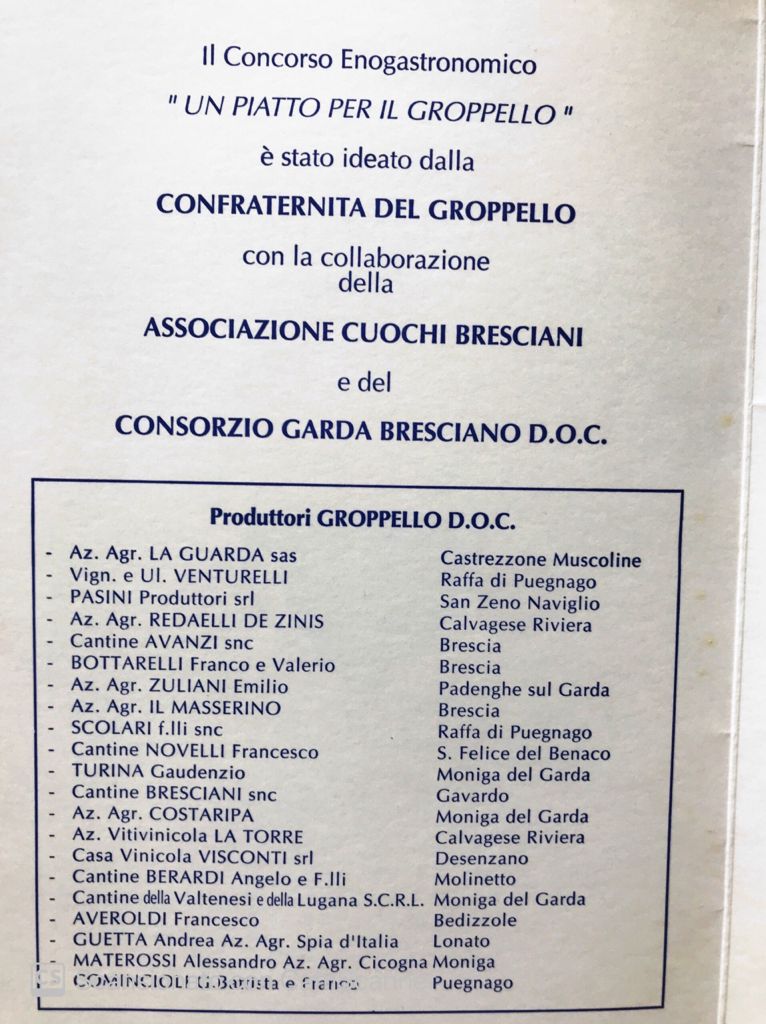 Il Concorso Enogastronomico
" UN PIATTO PER IL GROPPELLO "
è stato ideato dalla
CONFRATERNITA DEL GROPPELLO
con la collaborazione
della
ASSOCIAZIONE CUOCHI BRESCIANI
e del
CONSORZIO GARDA BRESCIANO D.O.C.
Produttori GROPPELLO D.O.C.
- Az. Agr. LA GUARDA sas Castrezzone Muscoline
- Vign. e Ul. VENTURELLI Raffa di Puegnago
- PASINI Produttori srl San Zeno Naviglio
- Az. Agr. REDAELLI DE ZINIS Calvagese Riviera
- Cantine AVANZI snc Brescia
- BOTTARELLI Franco e Valerio Brescia
- Az. Agr. ZULIANI Emilio Padenghe sul Garda
- Az. Agr. IL MASSERINO Brescia
- SCOLARI f.lli snc Raffa di Puegnago
- Cantine NOVELLI Francesco S. Felice del Benaco
- TURINA Gaudenzio Moniga del Garda
- Cantine BRESCIANI snc Gavardo
- Az. Agr. COSTARIPA Moniga del Garda
- Az. Vitivinicola LA TORRE Calvagese Riviera
- Casa Vinicola VISCONTI srl Desenzano
- Cantine BERARDI Angelo e F.lli Molinetto
- Cantine della Valtenesi e della Lugana S.C.R.L. Moniga del Garda
- AVEROLDI Francesco Bedizzole
- GUETTA Andrea Az. Agr. Spia d'Italia Lonato
- MATEROSSI Alessandro Az. Agr. Cicogna Moniga
- COMINCIOLI G.Battista e Franco Puegnago
CS